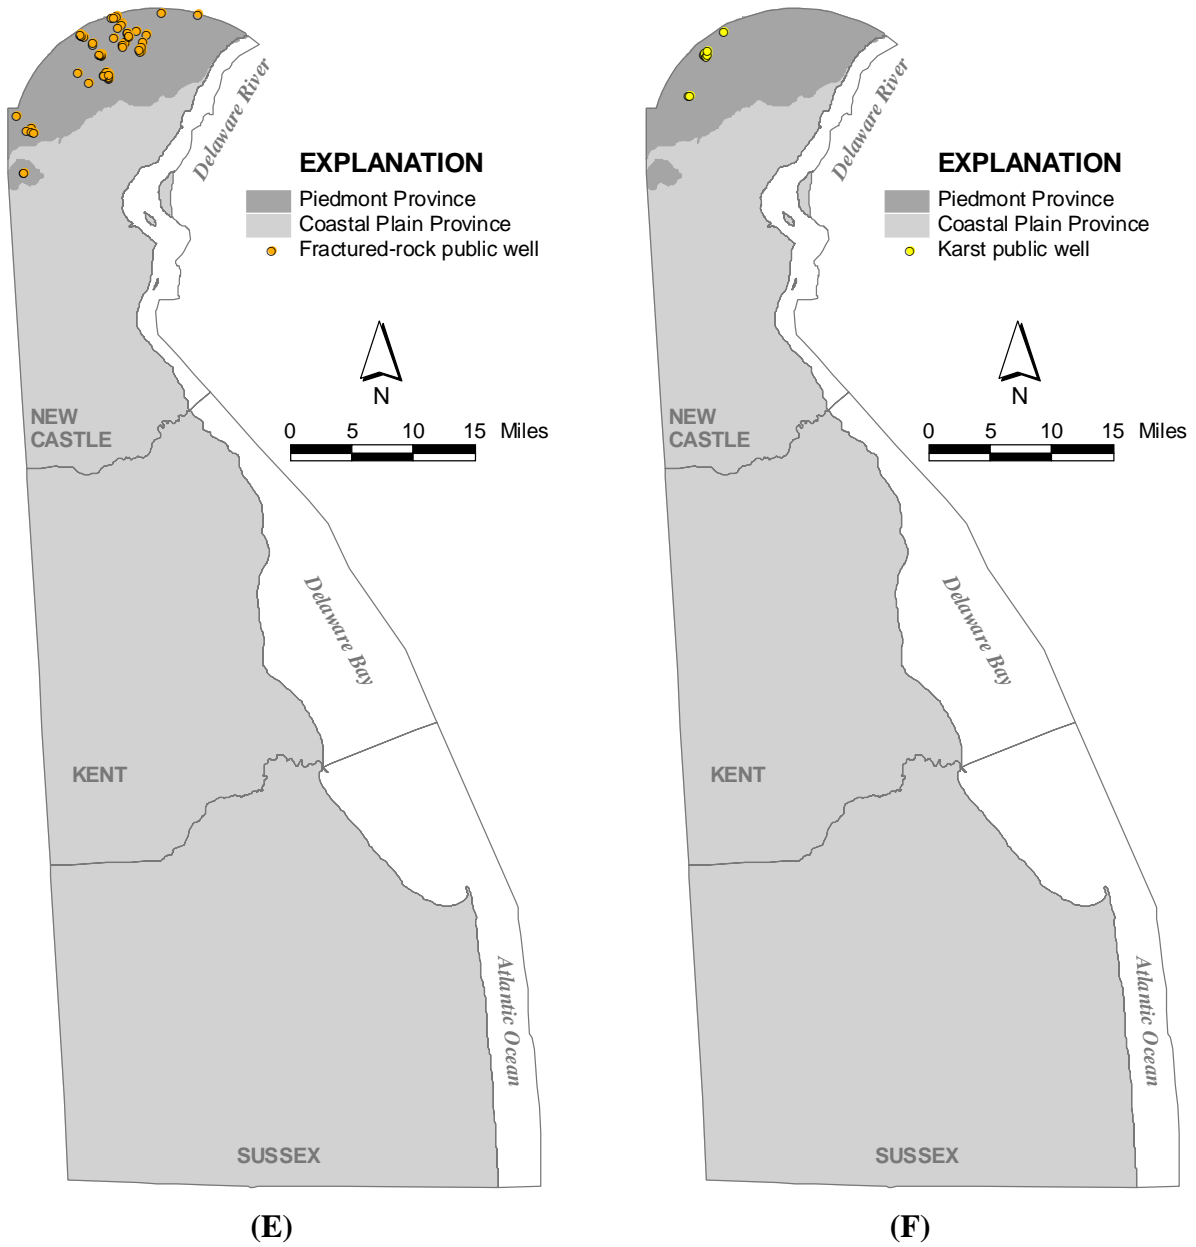 Delaware River
EXPLANATION
Piedmont Province
Coastal Plain Province
Fractured-rock public well
N
0 5 10 15 Miles
NEW
CASTLE
Delaware Bay
KENT
Atlantic Ocean
SUSSEX
(E)
Delaware River
EXPLANATION
Piedmont Province
Coastal Plain Province
Karst public well
N
0 5 10 15 Miles
NEW
CASTLE
Delaware Bay
KENT
Atlantic Ocean
SUSSEX
(F)